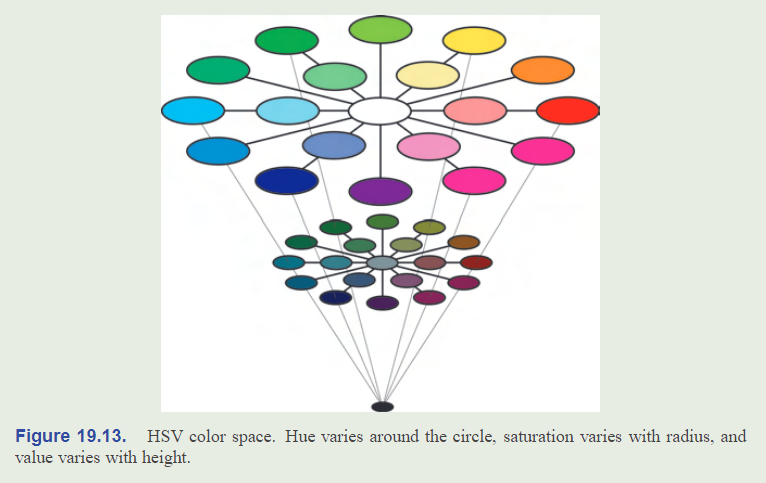 Figure 19.13. HSV color space. Hue varies around the circle, saturation varies with radius, and
value varies with height.